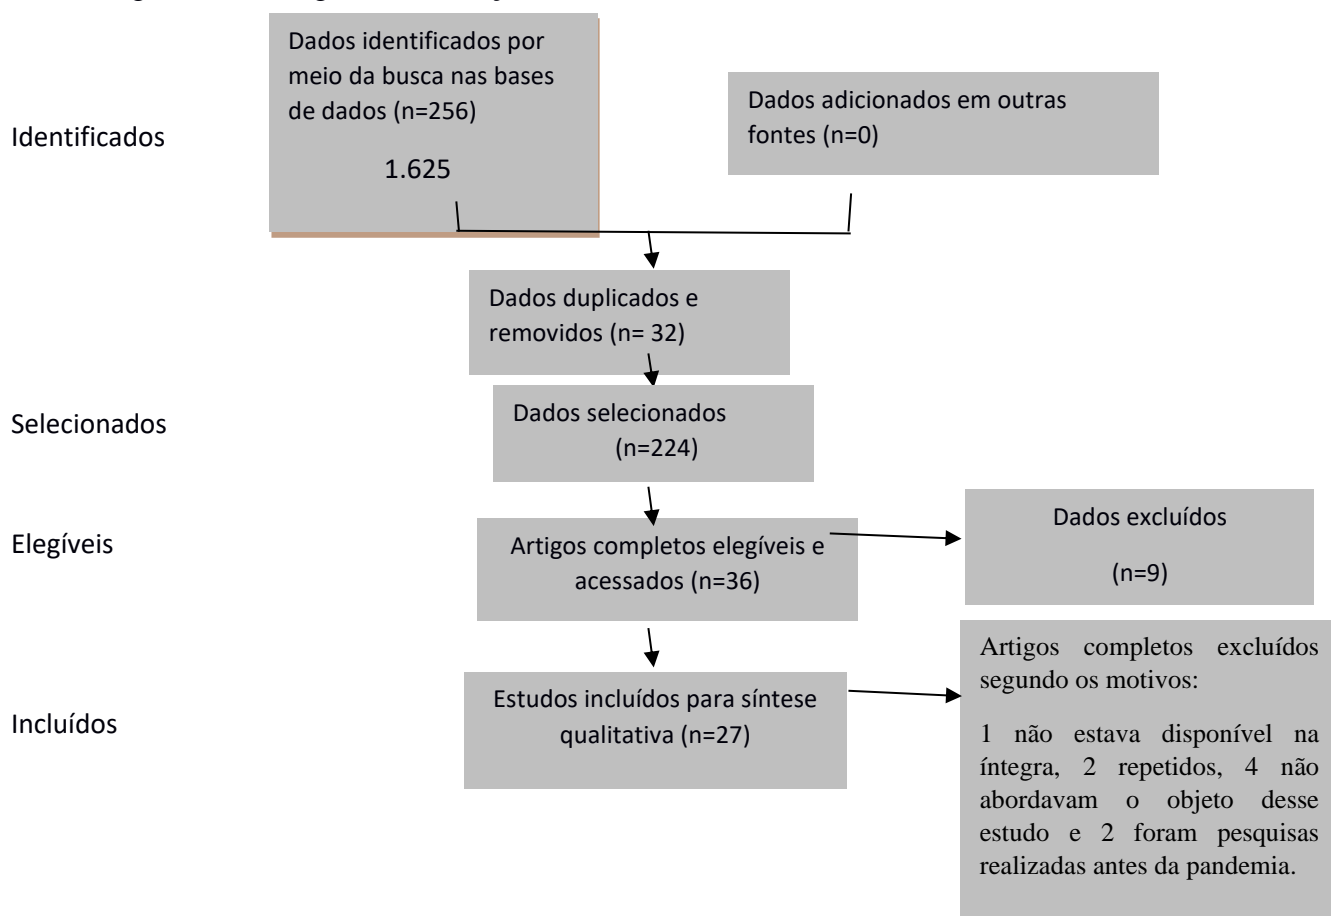 Dados identificados por
meio da busca nas bases
de dados (n=256)
1.625
Dados adicionados em outras
fontes (n=0)
Identificados
Dados duplicados e
removidos (n= 32)
Selecionados
Dados selecionados
(n=224)
Elegíveis
Artigos completos elegíveis e
acessados (n=36)
Dados excluídos
(n=9)
Incluídos
Estudos incluídos para síntese
qualitativa (n=27)
Artigos completos excluídos
segundo os motivos:
1 não estava disponível na
íntegra, 2 repetidos, 4 não
abordavam o objeto desse
estudo e 2 foram pesquisas
realizadas antes da pandemia.